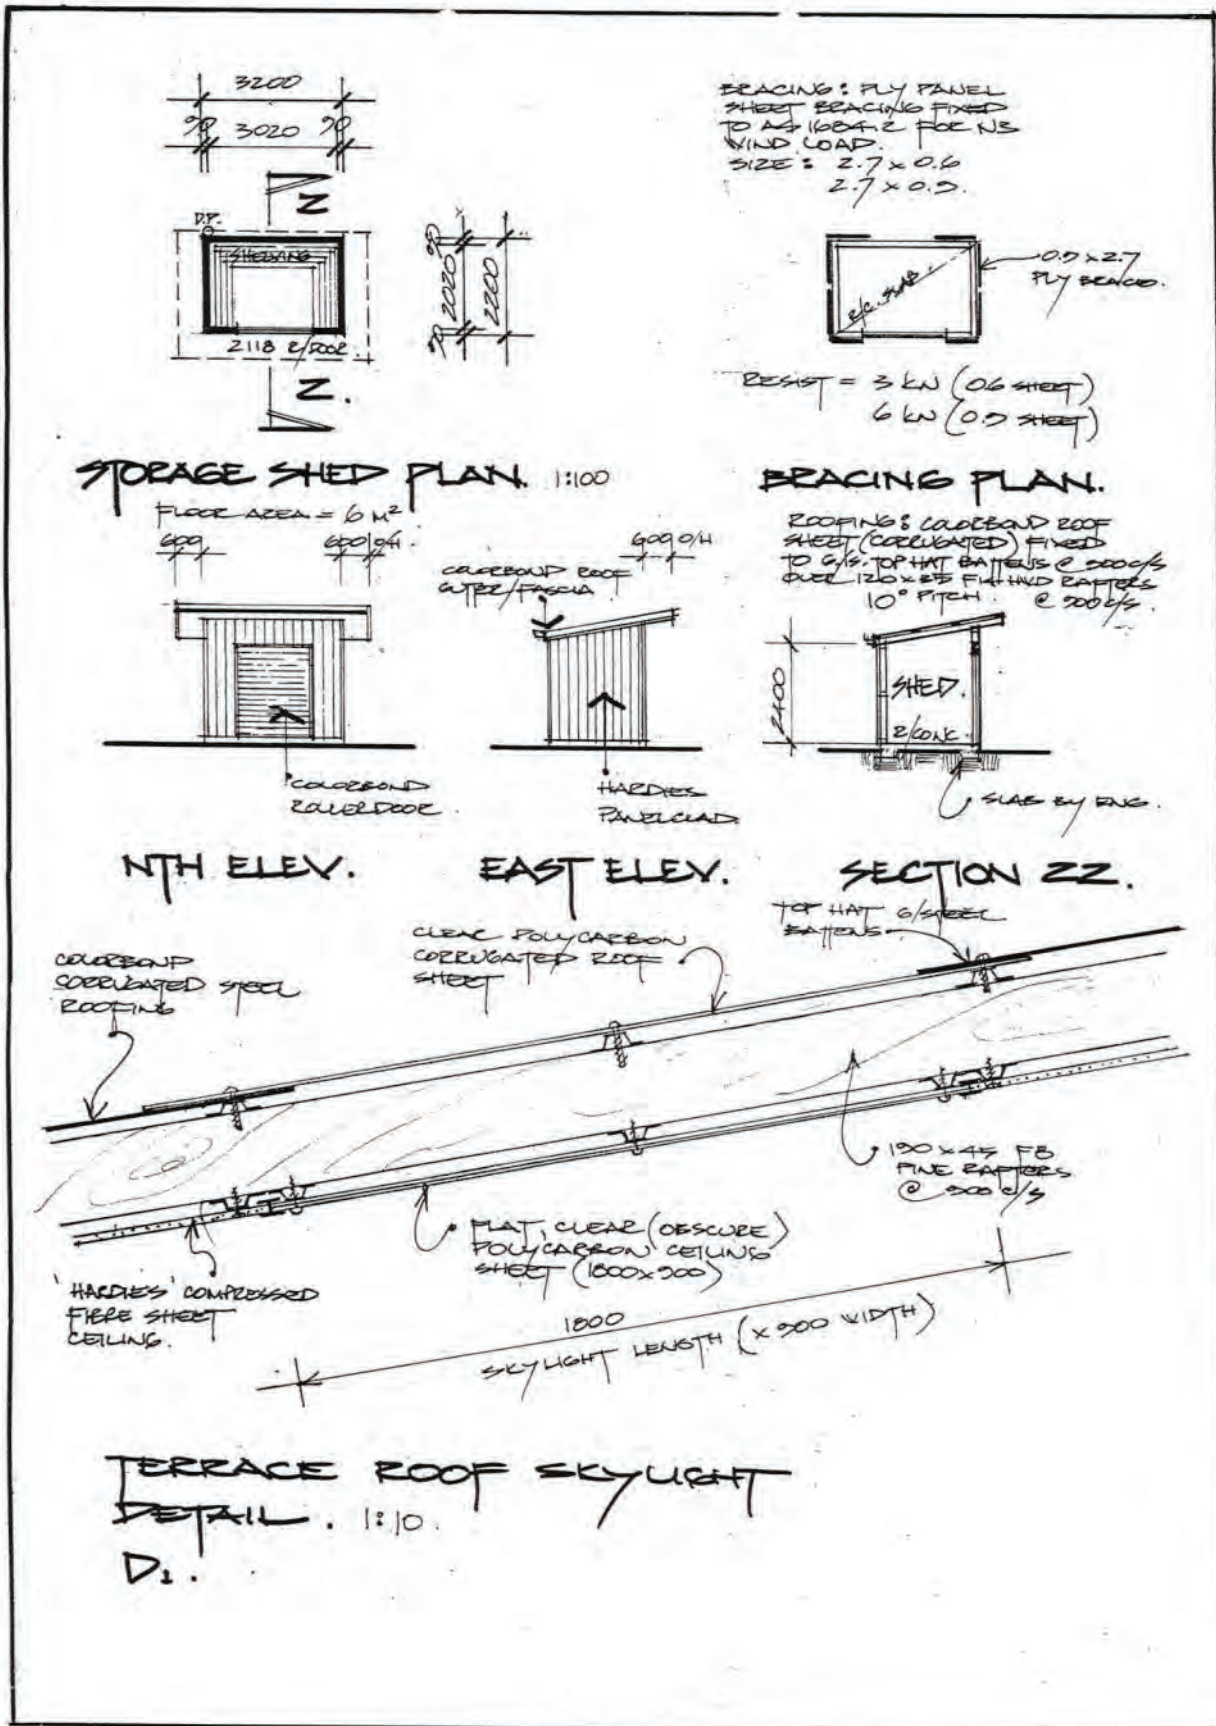 3200
90 3020 90
Z
D.P.
SHELVING
2118 R/DOOR
Z.
90 2020 90
2200
BRACING: PLY PANEL
SHEET BRACING FIXED
TO AS 1684.2 FOR N3
WIND LOAD.
SIZE: 2.7 x 0.6
2.7 x 0.9.
R/C. SLAB.
0.9 x 2.7
PLY BRACING.
RESIST = 3 KN (0.6 SHEET)
6 KN (0.9 SHEET)
STORAGE SHED PLAN. 1:100
FLOOR AREA = 6 M²
BRACING PLAN.
600
600 O/H
COLORBOND
ROLLERDOOR.
NTH ELEV.
COLORBOND ROOF
GUTTER/FASCIA
600 O/H
HARDIES
PANELCLAD
EAST ELEV.
ROOFING: COLORBOND ROOF
SHEET (CORRUGATED) FIXED
TO G/S. TOP HAT BATTENS @ 900 c/s
OVER 120 x 35 F14 HWD RAFTERS
10° PITCH. @ 900 c/s.
2400
SHED.
R/CONC.
SLAB BY ENG.
SECTION ZZ.
COLORBOND
CORRUGATED STEEL
ROOFING
CLEAR POLYCARBON
CORRUGATED ROOF
SHEET
TOP HAT G/STEEL
BATTENS
190 x 45 F8
PINE RAFTERS
@ 900 c/s
'HARDIES' COMPRESSED
FIBRE SHEET
CEILING.
FLAT, CLEAR (OBSCURE)
POLYCARBON CEILING
SHEET (1800x900)
1800
SKYLIGHT LENGTH (x 900 WIDTH)
TERRACE ROOF SKYLIGHT
DETAIL. 1:10.
D1.